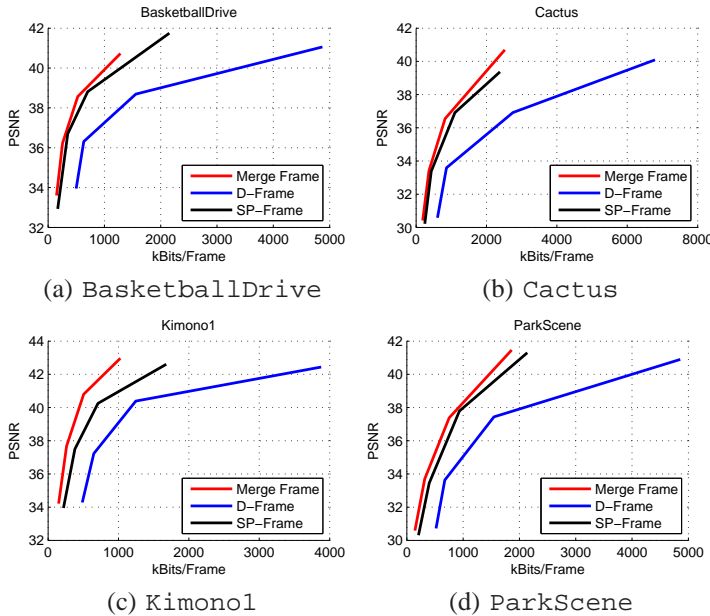 BasketballDrive
42
40
38
36
34
32
PSNR
0 1000 2000 3000 4000 5000
kBits/Frame
Merge Frame
D-Frame
SP-Frame
(a) BasketballDrive
Cactus
42
40
38
36
34
32
30
PSNR
0 2000 4000 6000 8000
kBits/Frame
Merge Frame
D-Frame
SP-Frame
(b) Cactus
Kimono1
44
42
40
38
36
34
32
PSNR
0 1000 2000 3000 4000
kBits/Frame
Merge Frame
D-Frame
SP-Frame
(c) Kimono1
ParkScene
42
40
38
36
34
32
30
PSNR
0 1000 2000 3000 4000 5000
kBits/Frame
Merge Frame
D-Frame
SP-Frame
(d) ParkScene